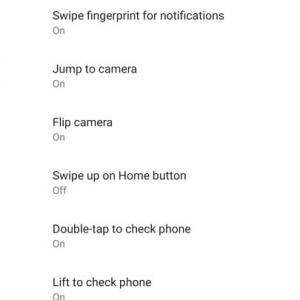 Swipe fingerprint for notifications
On
Jump to camera
On
Flip camera
On
Swipe up on Home button
Off
Double-tap to check phone
On
Lift to check phone
On